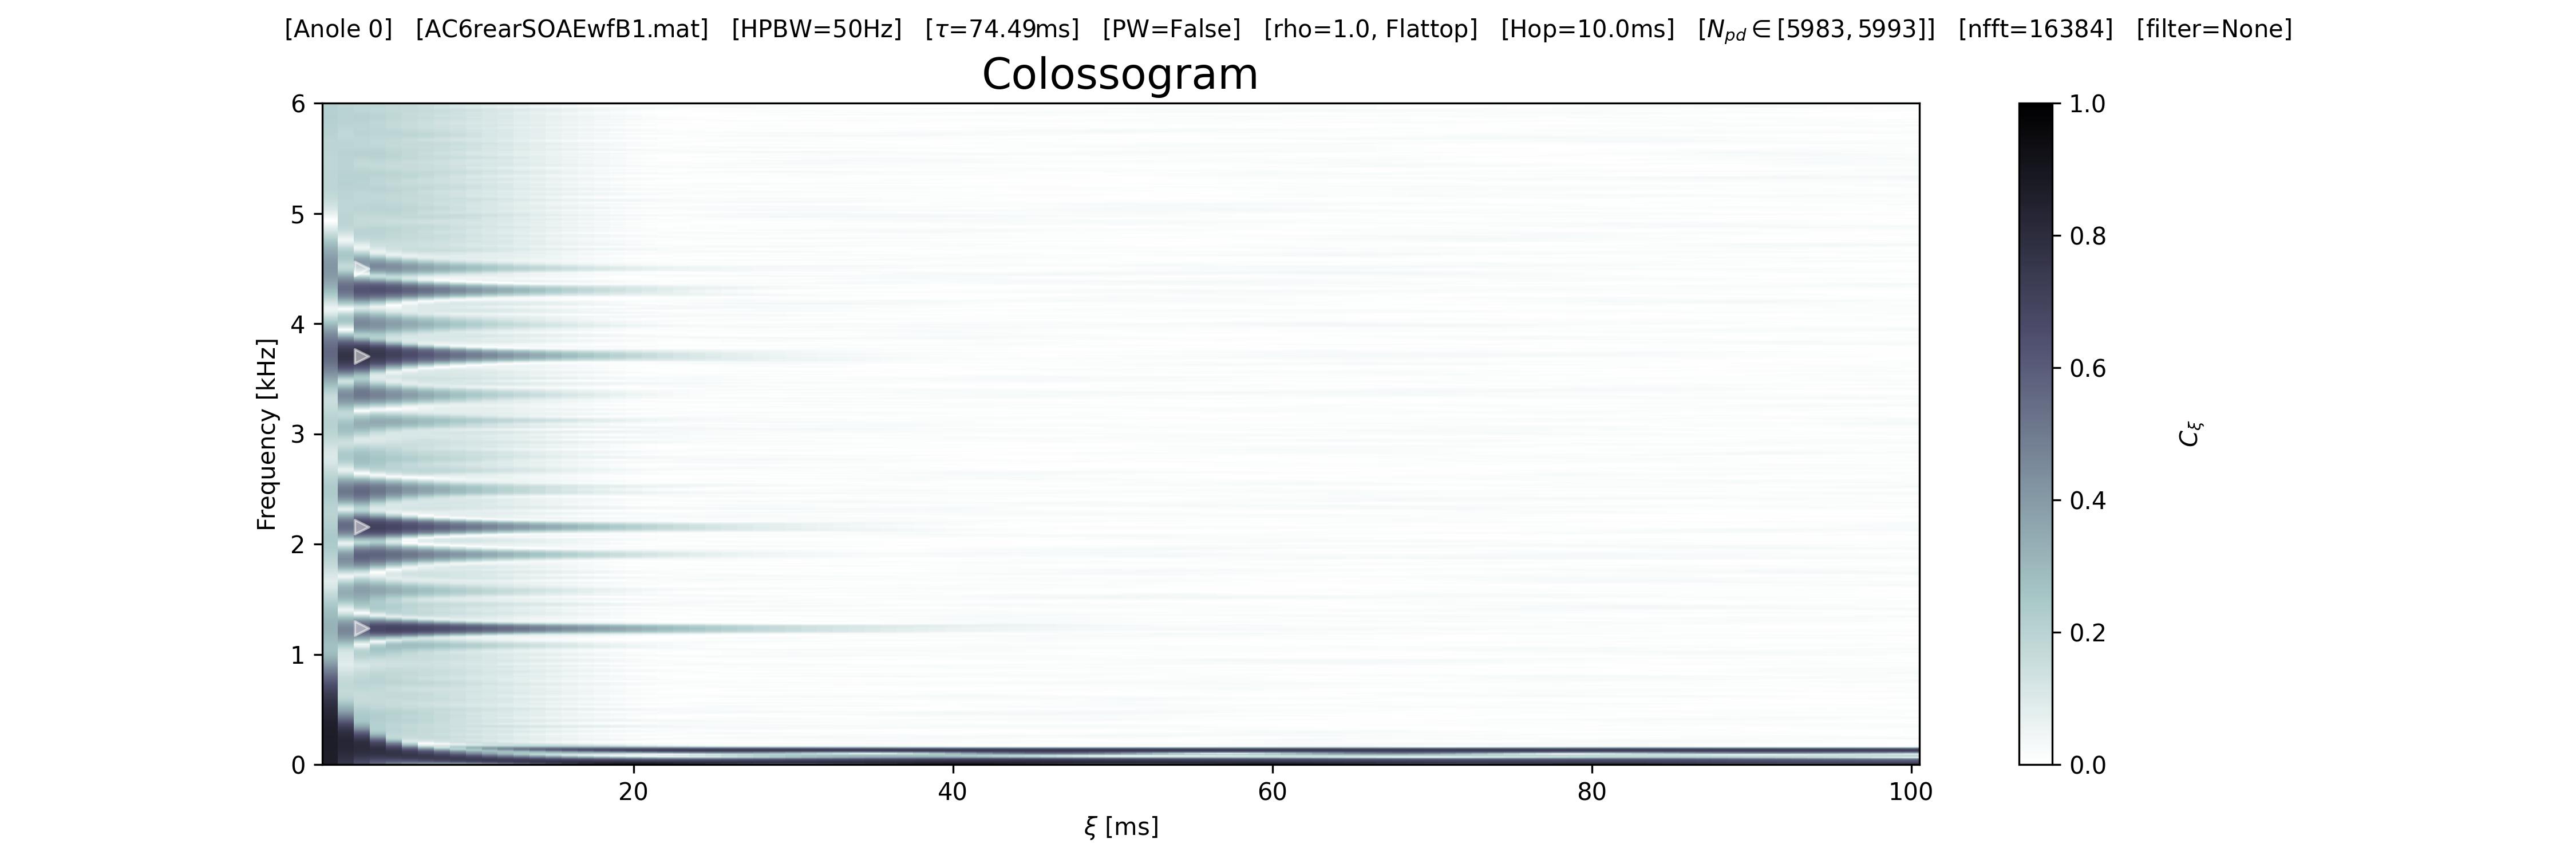 [Anole 0] [AC6rearSOAEwfB1.mat] [HPBW=50Hz] [τ=74.49ms] [PW=False] [rho=1.0, Flattop] [Hop=10.0ms] [N_pd ∈ [5983, 5993]] [nfft=16384] [filter=None]
Colossogram
6
5
4
3
2
1
0
Frequency [kHz]
20 40 60 80 100
ξ [ms]
1.0
0.8
0.6
0.4
0.2
0.0
C_ξ